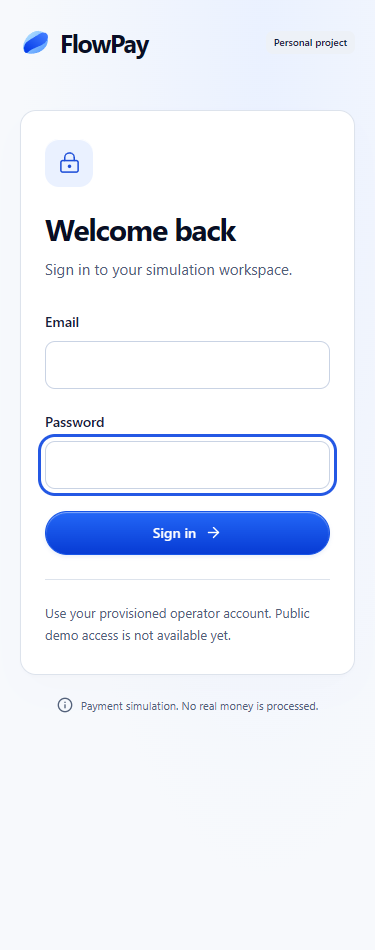 FlowPay
Personal project
Welcome back
Sign in to your simulation workspace.
Email
Password
Sign in
Use your provisioned operator account. Public
demo access is not available yet.
Payment simulation. No real money is processed.